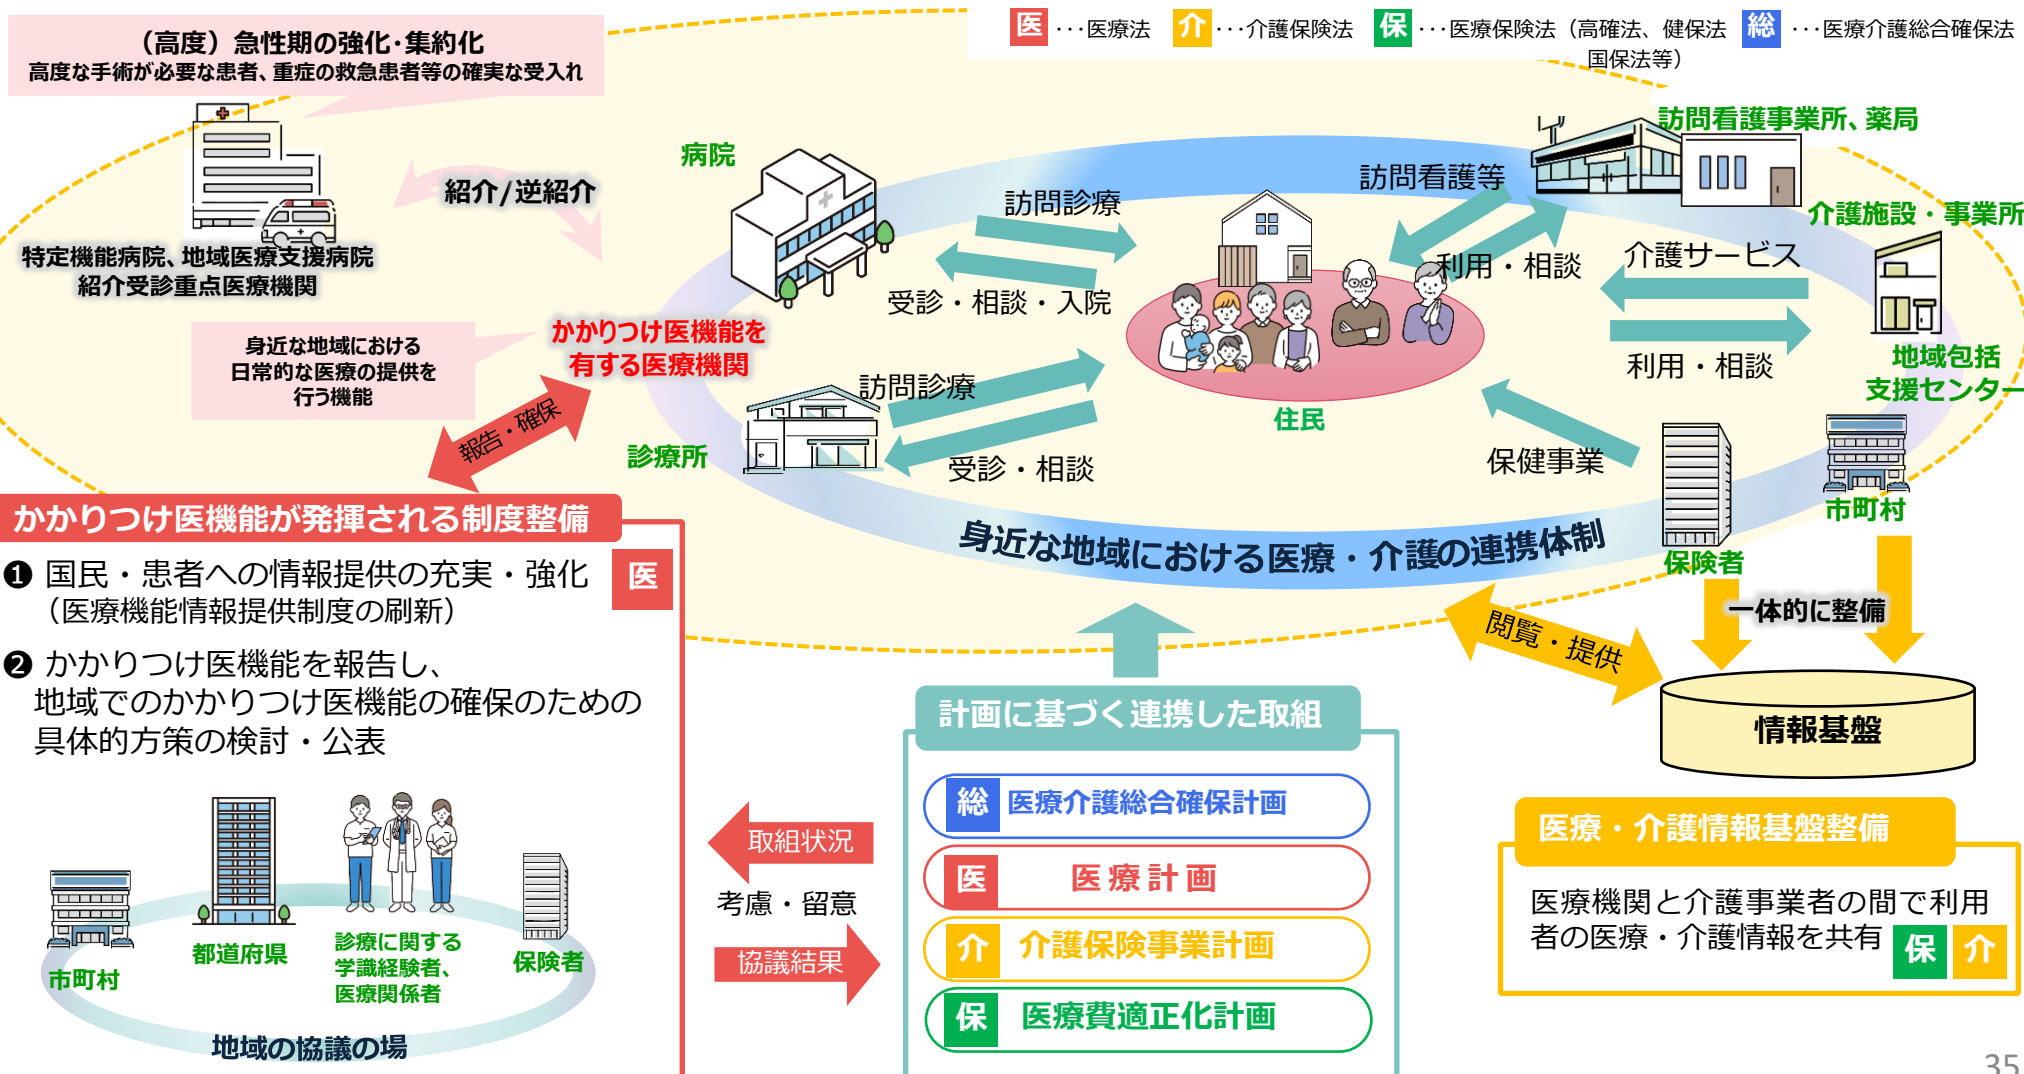 医 ･･･医療法 介 ･･･介護保険法 保 ･･･医療保険法（高確法、健保法 総 ･･･医療介護総合確保法
国保法等）
（高度）急性期の強化･集約化
高度な手術が必要な患者、重症の救急患者等の確実な受入れ
特定機能病院、地域医療支援病院
紹介受診重点医療機関
紹介/逆紹介
身近な地域における
日常的な医療の提供を
行う機能
かかりつけ医機能を
有する医療機関
報告・確保
病院
訪問診療
受診・相談・入院
診療所
訪問診療
受診・相談
住民
訪問看護等
利用・相談
訪問看護事業所、薬局
介護施設・事業所
介護サービス
利用・相談
地域包括
支援センター
保健事業
保険者
市町村
身近な地域における医療・介護の連携体制
一体的に整備
閲覧・提供
情報基盤
かかりつけ医機能が発揮される制度整備
医
❶ 国民・患者への情報提供の充実・強化
（医療機能情報提供制度の刷新）
❷ かかりつけ医機能を報告し、
地域でのかかりつけ医機能の確保のための
具体的方策の検討・公表
市町村
都道府県
診療に関する
学識経験者、
医療関係者
保険者
地域の協議の場
取組状況
考慮・留意
協議結果
計画に基づく連携した取組
総 医療介護総合確保計画
医 医療計画
介 介護保険事業計画
保 医療費適正化計画
医療・介護情報基盤整備
医療機関と介護事業者の間で利用
者の医療・介護情報を共有 保 介
35